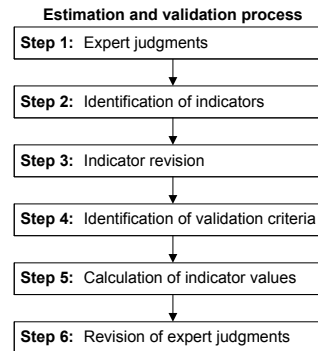 Estimation and validation process
Step 1: Expert judgments
Step 2: Identification of indicators
Step 3: Indicator revision
Step 4: Identification of validation criteria
Step 5: Calculation of indicator values
Step 6: Revision of expert judgments